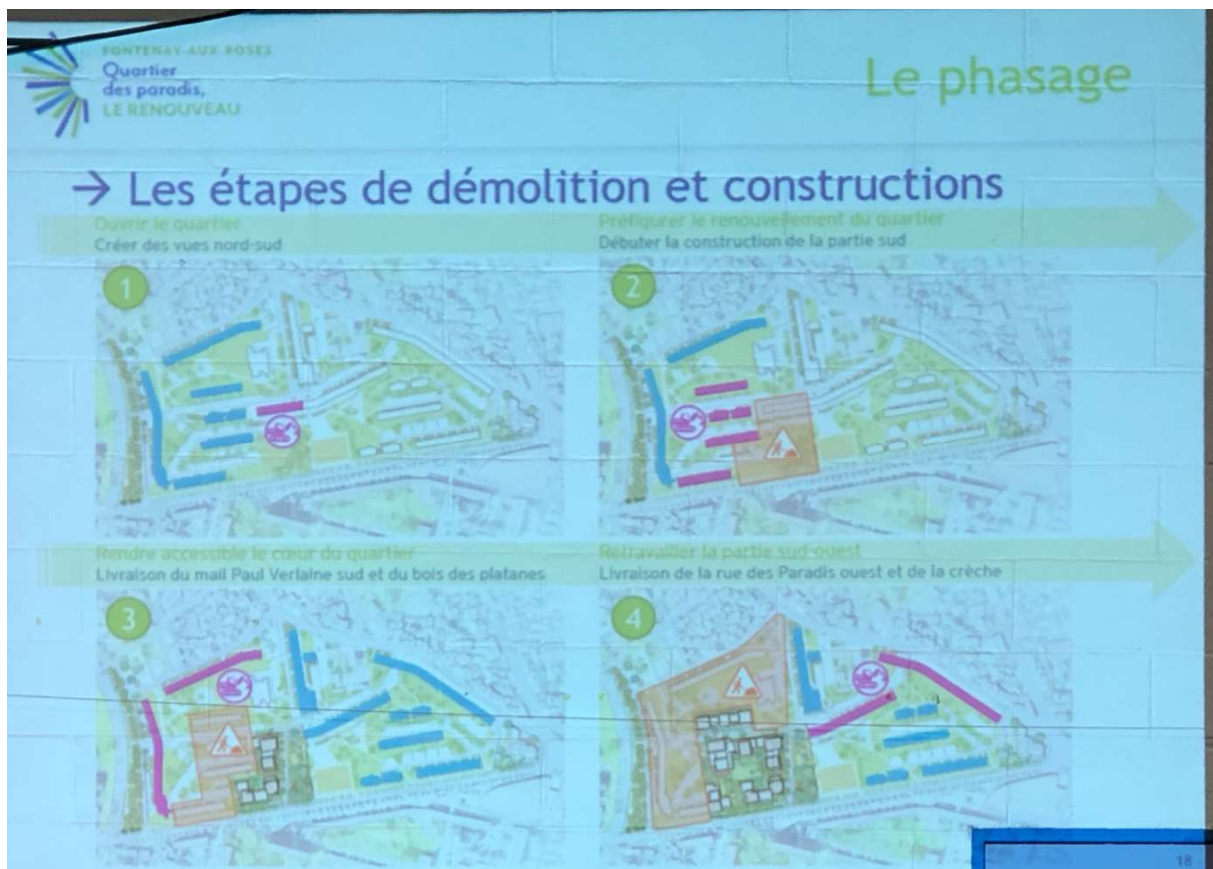 FONTENAY-AUX-ROSES
Quartier
des paradis,
LE RENOUVEAU
Le phasage
→ Les étapes de démolition et constructions
Ouvrir le quartier
Créer des vues nord-sud
1
Préfigurer le renouvellement du quartier
Débuter la construction de la partie sud
2
Rendre accessible le cœur du quartier
Livraison du mail Paul Verlaine sud et du bois des platanes
3
Retravailler la partie sud-ouest
Livraison de la rue des Paradis ouest et de la crèche
4
18